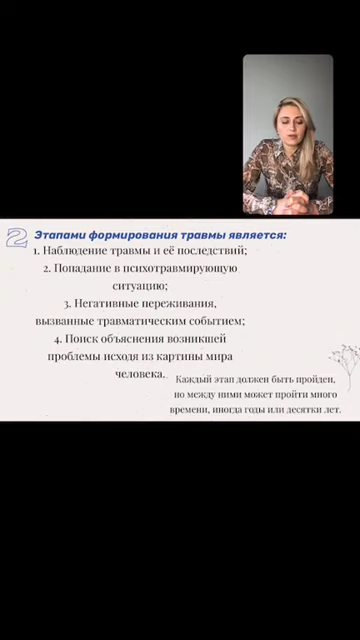 2 Этапами формирования травмы является:
1. Наблюдение травмы и её последствий;
2. Попадание в психотравмирующую
ситуацию;
3. Негативные переживания,
вызванные травматическим событием;
4. Поиск объяснения возникшей
проблемы исходя из картины мира
человека.
Каждый этап должен быть пройден,
но между ними может пройти много
времени, иногда годы или десятки лет.